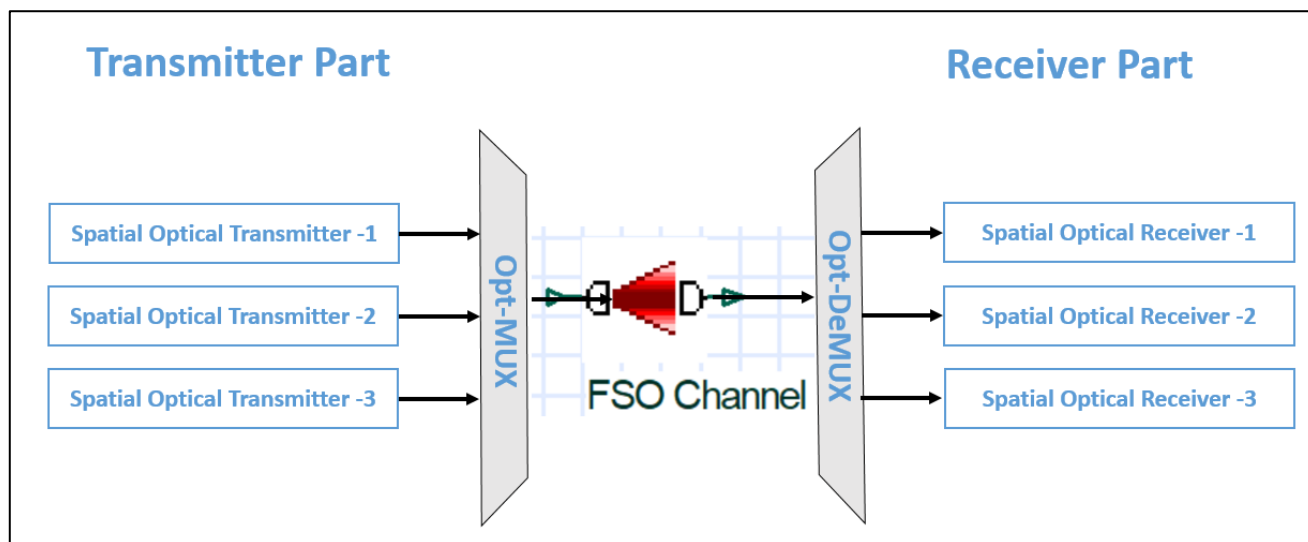 Transmitter Part
Receiver Part
Spatial Optical Transmitter -1
Spatial Optical Transmitter -2
Spatial Optical Transmitter -3
Opt-MUX
FSO Channel
Opt-DeMUX
Spatial Optical Receiver -1
Spatial Optical Receiver -2
Spatial Optical Receiver -3